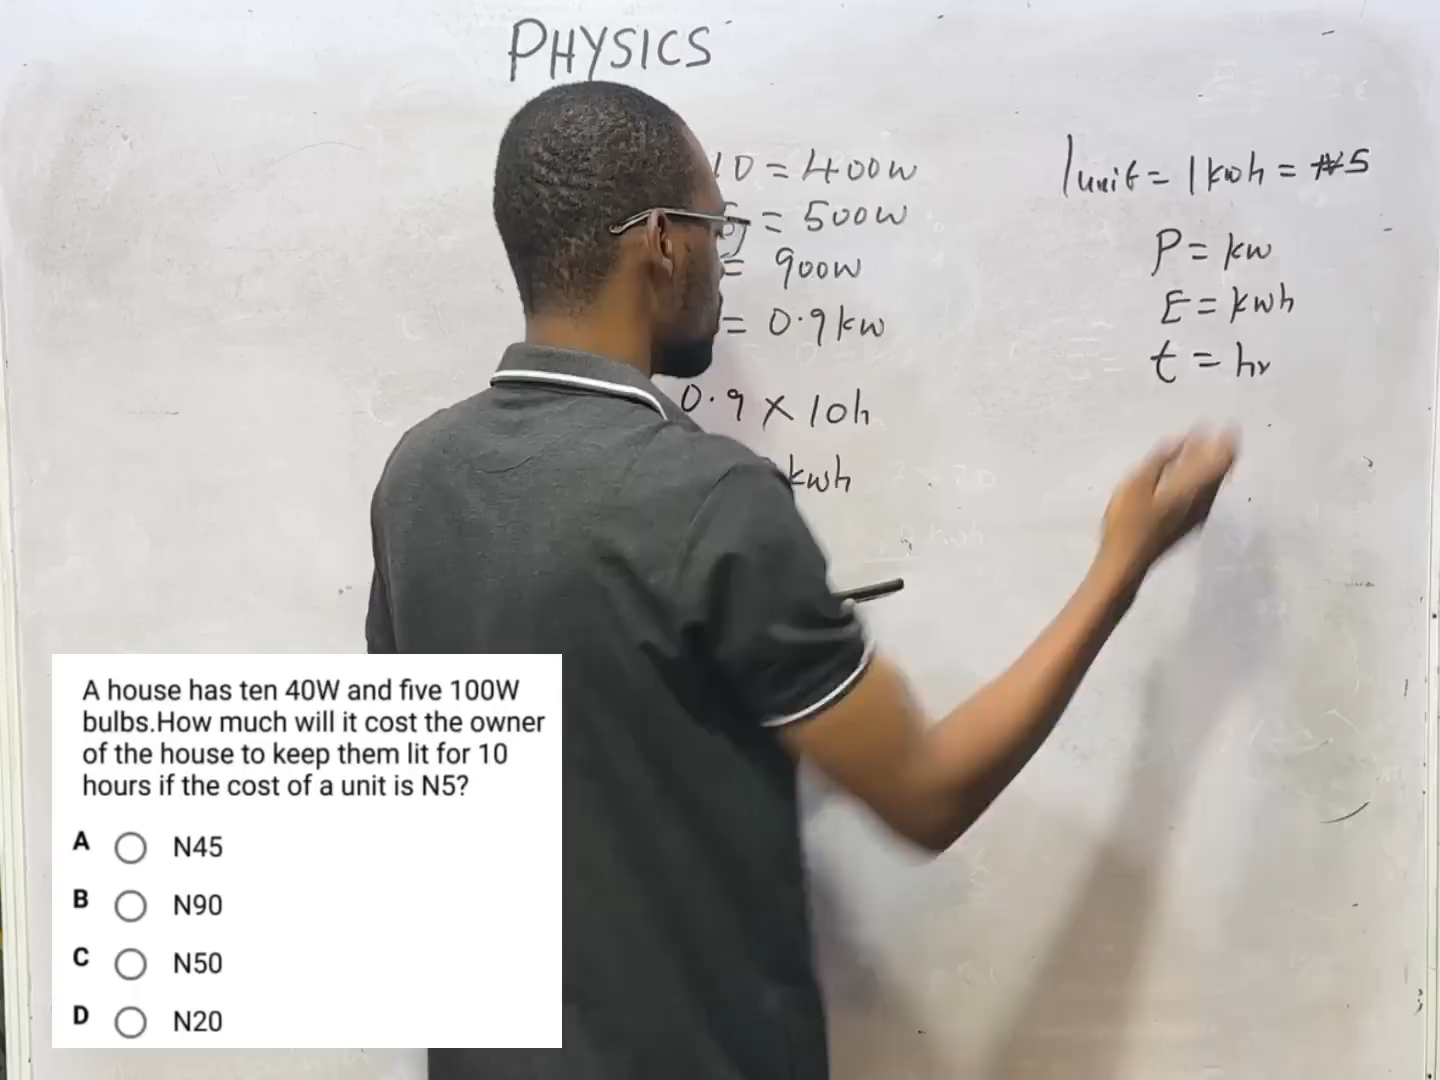 PHYSICS
10 = 400w
= 500w
= 900w
= 0.9kw
0.9 × 10h
kwh
1unit = 1kwh = ₦5
P = kw
E = kwh
t = hr
A house has ten 40W and five 100W
bulbs.How much will it cost the owner
of the house to keep them lit for 10
hours if the cost of a unit is N5?
A N45
B N90
C N50
D N20